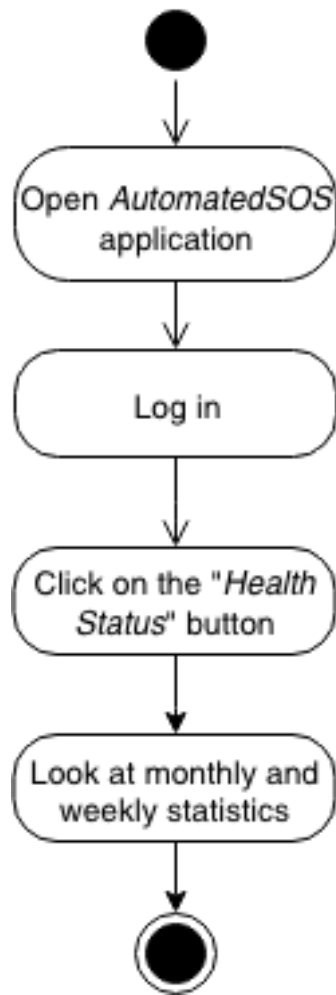 Open AutomatedSOS
application
Log in
Click on the "Health
Status" button
Look at monthly and
weekly statistics